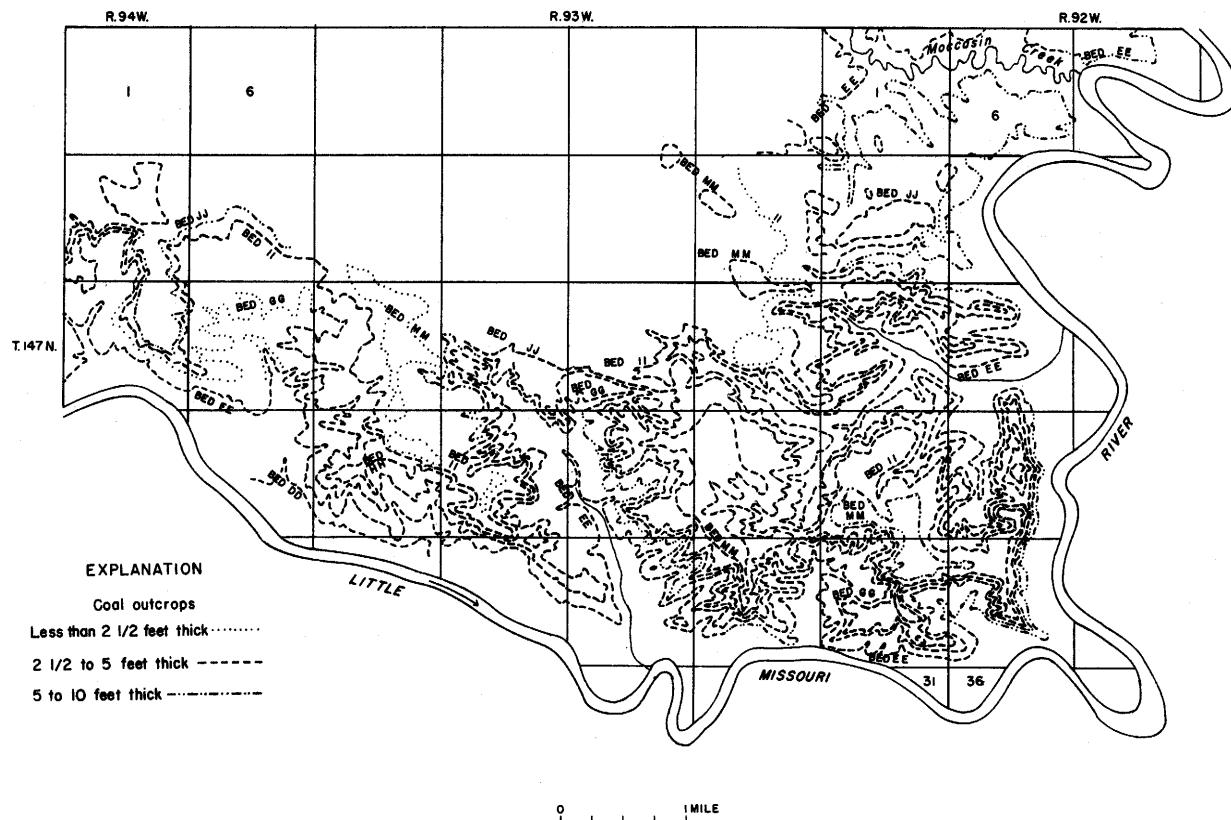 R.94W.
R.93W.
R.92W.
Moccasin
Creek
BED EE
1
6
BED EE
6
BED MM
BED JJ
BED JJ
BED II
II
BED MM
BED GG
BED MM
T. 147 N.
BED JJ
BED II
BED GG
BED EE
BED EE
RIVER
BED
II
BED II
BED DD
BED EE
BED
MM
BED MM
EXPLANATION
Coal outcrops
Less than 2 1/2 feet thick
2 1/2 to 5 feet thick
5 to 10 feet thick
LITTLE
BED GG
BED EE
MISSOURI
31
36
0
1 MILE